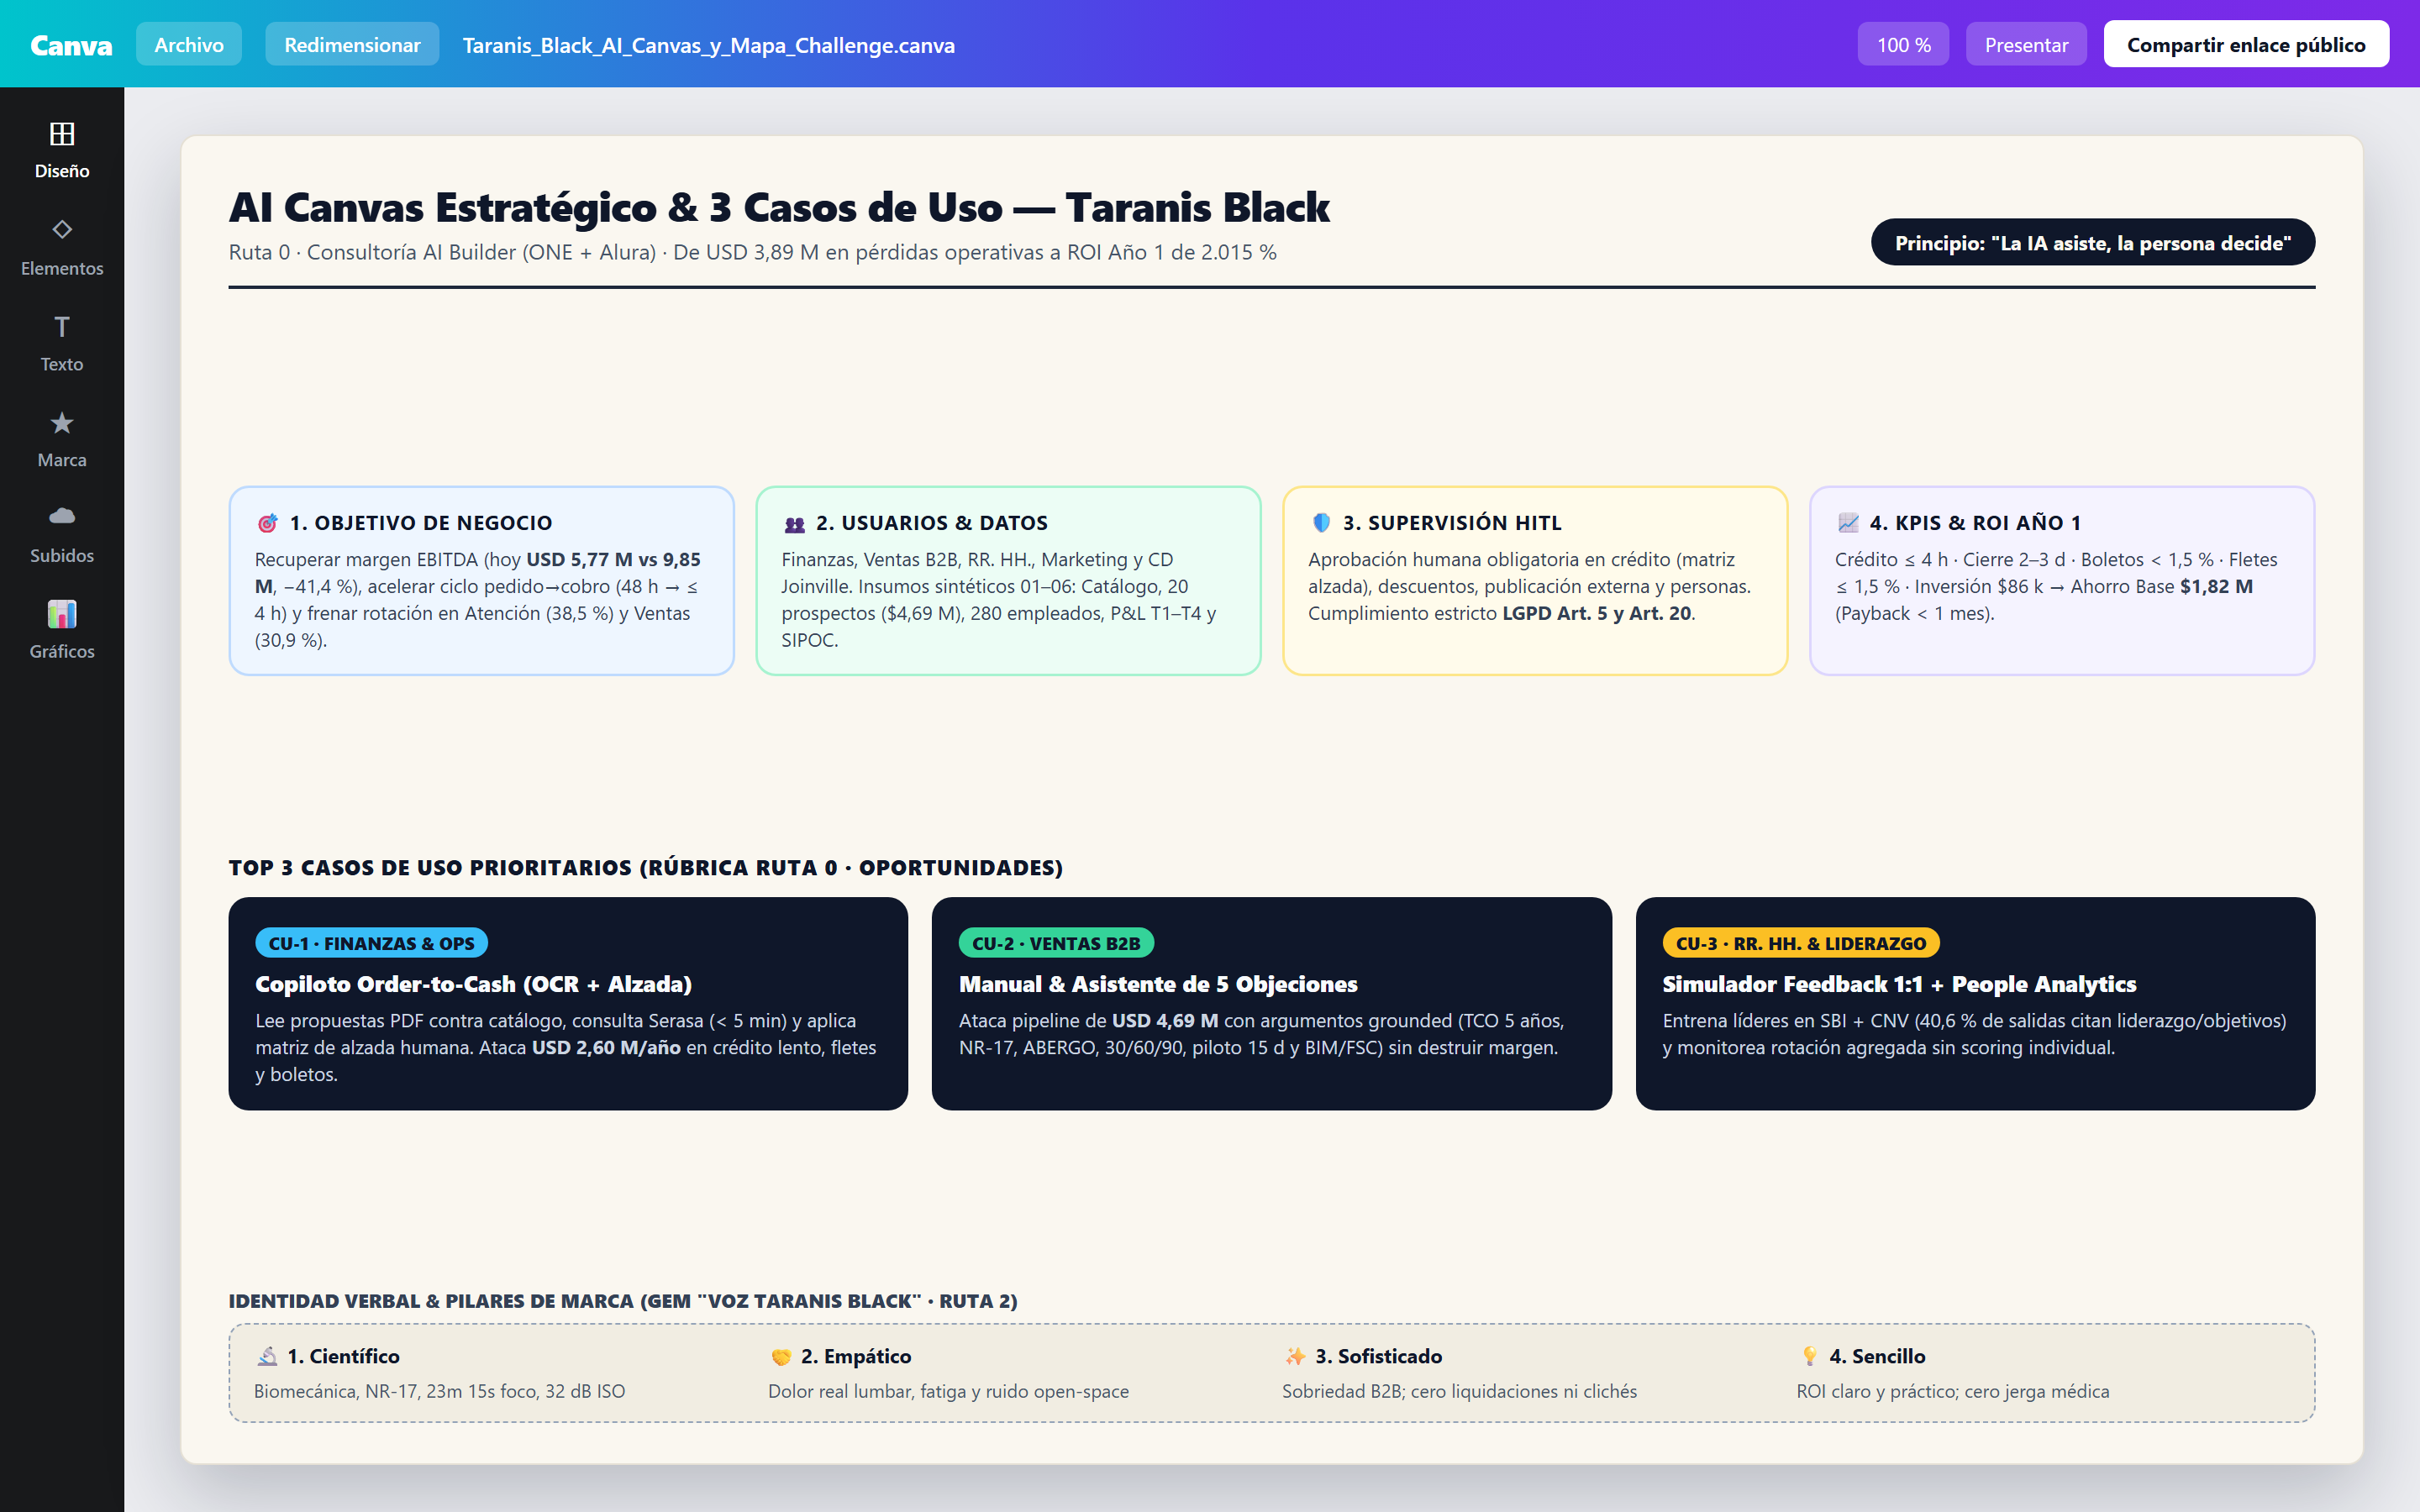 Canva
Archivo
Redimensionar
Taranis_Black_AI_Canvas_y_Mapa_Challenge.canva
100 %
Presentar
Compartir enlace público
Diseño
Elementos
T
Texto
Marca
Subidos
Gráficos
AI Canvas Estratégico & 3 Casos de Uso — Taranis Black
Ruta 0 · Consultoría AI Builder (ONE + Alura) · De USD 3,89 M en pérdidas operativas a ROI Año 1 de 2.015 %
Principio: "La IA asiste, la persona decide"
1. OBJETIVO DE NEGOCIO
Recuperar margen EBITDA (hoy USD 5,77 M vs 9,85
M, −41,4 %), acelerar ciclo pedido→cobro (48 h → ≤
4 h) y frenar rotación en Atención (38,5 %) y Ventas
(30,9 %).
2. USUARIOS & DATOS
Finanzas, Ventas B2B, RR. HH., Marketing y CD
Joinville. Insumos sintéticos 01–06: Catálogo, 20
prospectos ($4,69 M), 280 empleados, P&L T1–T4 y
SIPOC.
3. SUPERVISIÓN HITL
Aprobación humana obligatoria en crédito (matriz
alzada), descuentos, publicación externa y personas.
Cumplimiento estricto LGPD Art. 5 y Art. 20.
4. KPIS & ROI AÑO 1
Crédito ≤ 4 h · Cierre 2–3 d · Boletos < 1,5 % · Fletes
≤ 1,5 % · Inversión $86 k → Ahorro Base $1,82 M
(Payback < 1 mes).
TOP 3 CASOS DE USO PRIORITARIOS (RÚBRICA RUTA 0 · OPORTUNIDADES)
CU-1 · FINANZAS & OPS
Copiloto Order-to-Cash (OCR + Alzada)
Lee propuestas PDF contra catálogo, consulta Serasa (< 5 min) y aplica
matriz de alzada humana. Ataca USD 2,60 M/año en crédito lento, fletes
y boletos.
CU-2 · VENTAS B2B
Manual & Asistente de 5 Objeciones
Ataca pipeline de USD 4,69 M con argumentos grounded (TCO 5 años,
NR-17, ABERGO, 30/60/90, piloto 15 d y BIM/FSC) sin destruir margen.
CU-3 · RR. HH. & LIDERAZGO
Simulador Feedback 1:1 + People Analytics
Entrena líderes en SBI + CNV (40,6 % de salidas citan liderazgo/objetivos)
y monitorea rotación agregada sin scoring individual.
IDENTIDAD VERBAL & PILARES DE MARCA (GEM "VOZ TARANIS BLACK" · RUTA 2)
1. Científico
Biomecánica, NR-17, 23m 15s foco, 32 dB ISO
2. Empático
Dolor real lumbar, fatiga y ruido open-space
3. Sofisticado
Sobriedad B2B; cero liquidaciones ni clichés
4. Sencillo
ROI claro y práctico; cero jerga médica